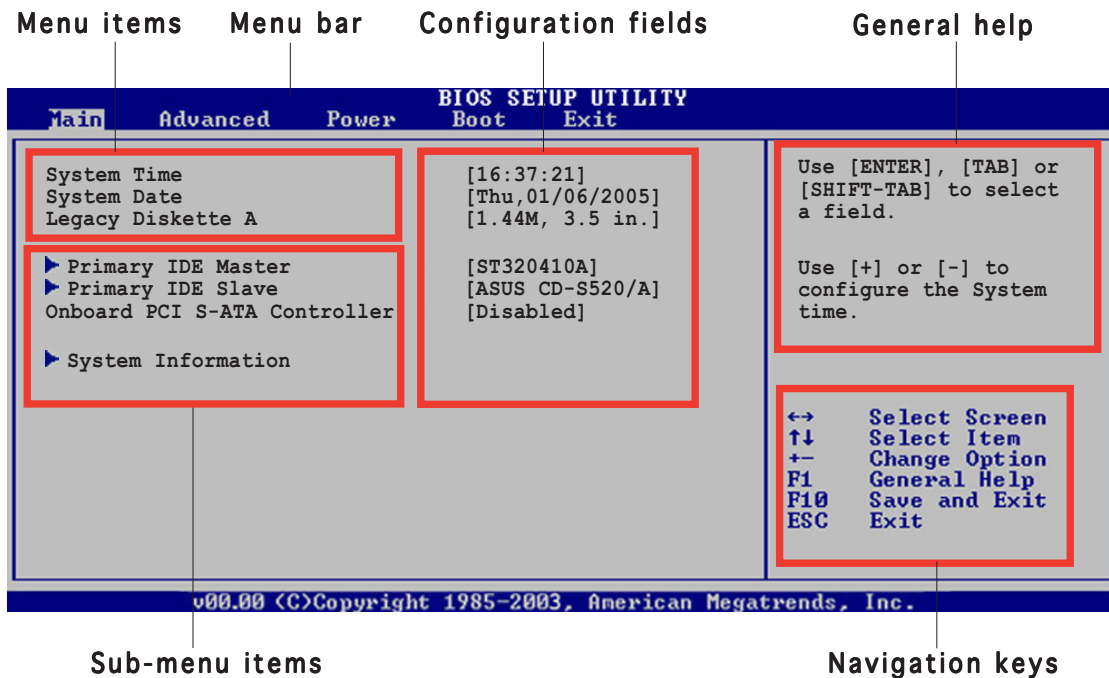 Menu items Menu bar Configuration fields General help
BIOS SETUP UTILITY
Main Advanced Power Boot Exit
System Time [16:37:21]
System Date [Thu,01/06/2005]
Legacy Diskette A [1.44M, 3.5 in.]
Primary IDE Master [ST320410A]
Primary IDE Slave [ASUS CD-S520/A]
Onboard PCI S-ATA Controller [Disabled]
System Information
Use [ENTER], [TAB] or
[SHIFT-TAB] to select
a field.
Use [+] or [-] to
configure the System
time.
←→ Select Screen
↑↓ Select Item
+- Change Option
F1 General Help
F10 Save and Exit
ESC Exit
v00.00 (C)Copyright 1985-2003, American Megatrends, Inc.
Sub-menu items Navigation keys